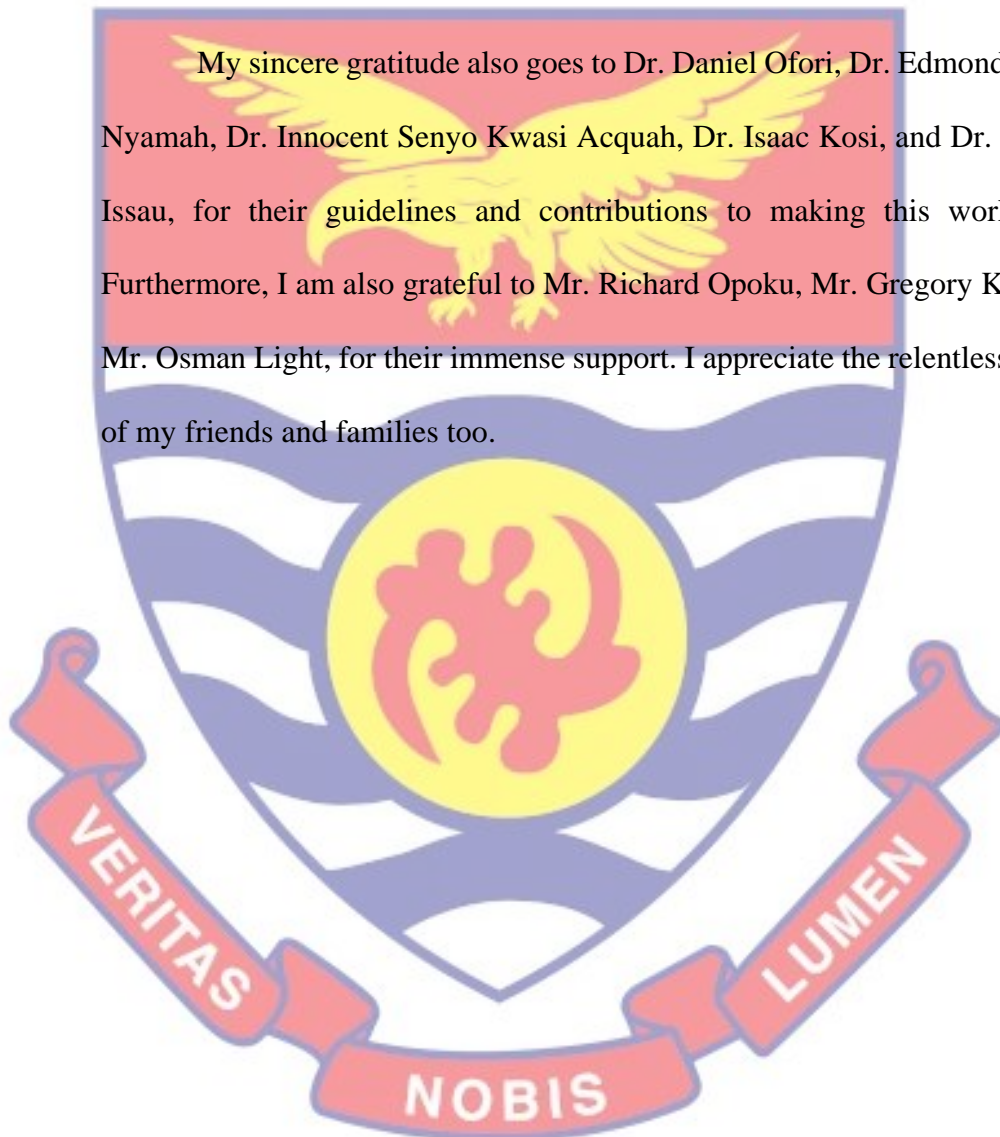 My sincere gratitude also goes to Dr. Daniel Ofori, Dr. Edmond
Nyamah, Dr. Innocent Senyo Kwasi Acquah, Dr. Isaac Kosi, and Dr.
Issau, for their guidelines and contributions to making this wor
Furthermore, I am also grateful to Mr. Richard Opoku, Mr. Gregory K
Mr. Osman Light, for their immense support. I appreciate the relentless
of my friends and families too.
VERITAS
NOBIS
LUMEN